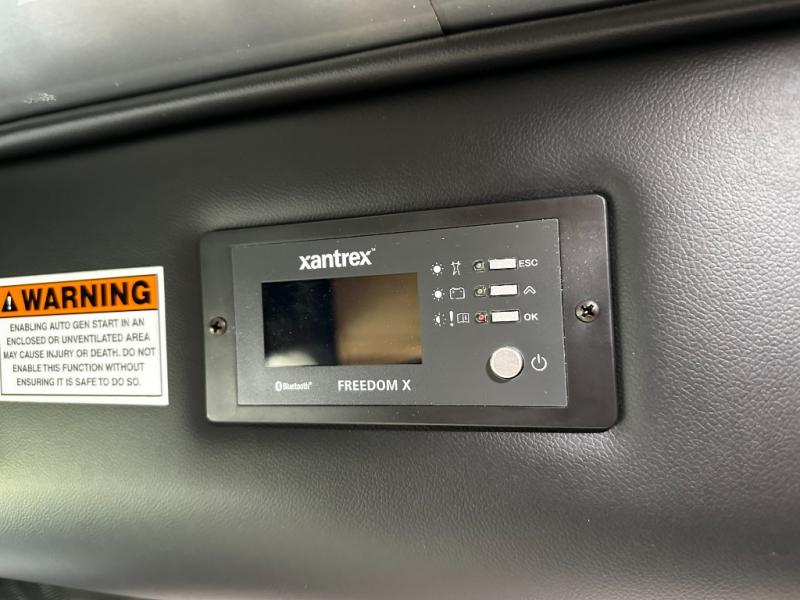 WARNING
ENABLING AUTO GEN START IN AN
ENCLOSED OR UNVENTILATED AREA
MAY CAUSE INJURY OR DEATH. DO NOT
ENABLE THIS FUNCTION WITHOUT
ENSURING IT IS SAFE TO DO SO.
xantrex™
ESC
OK
Bluetooth®
FREEDOM X